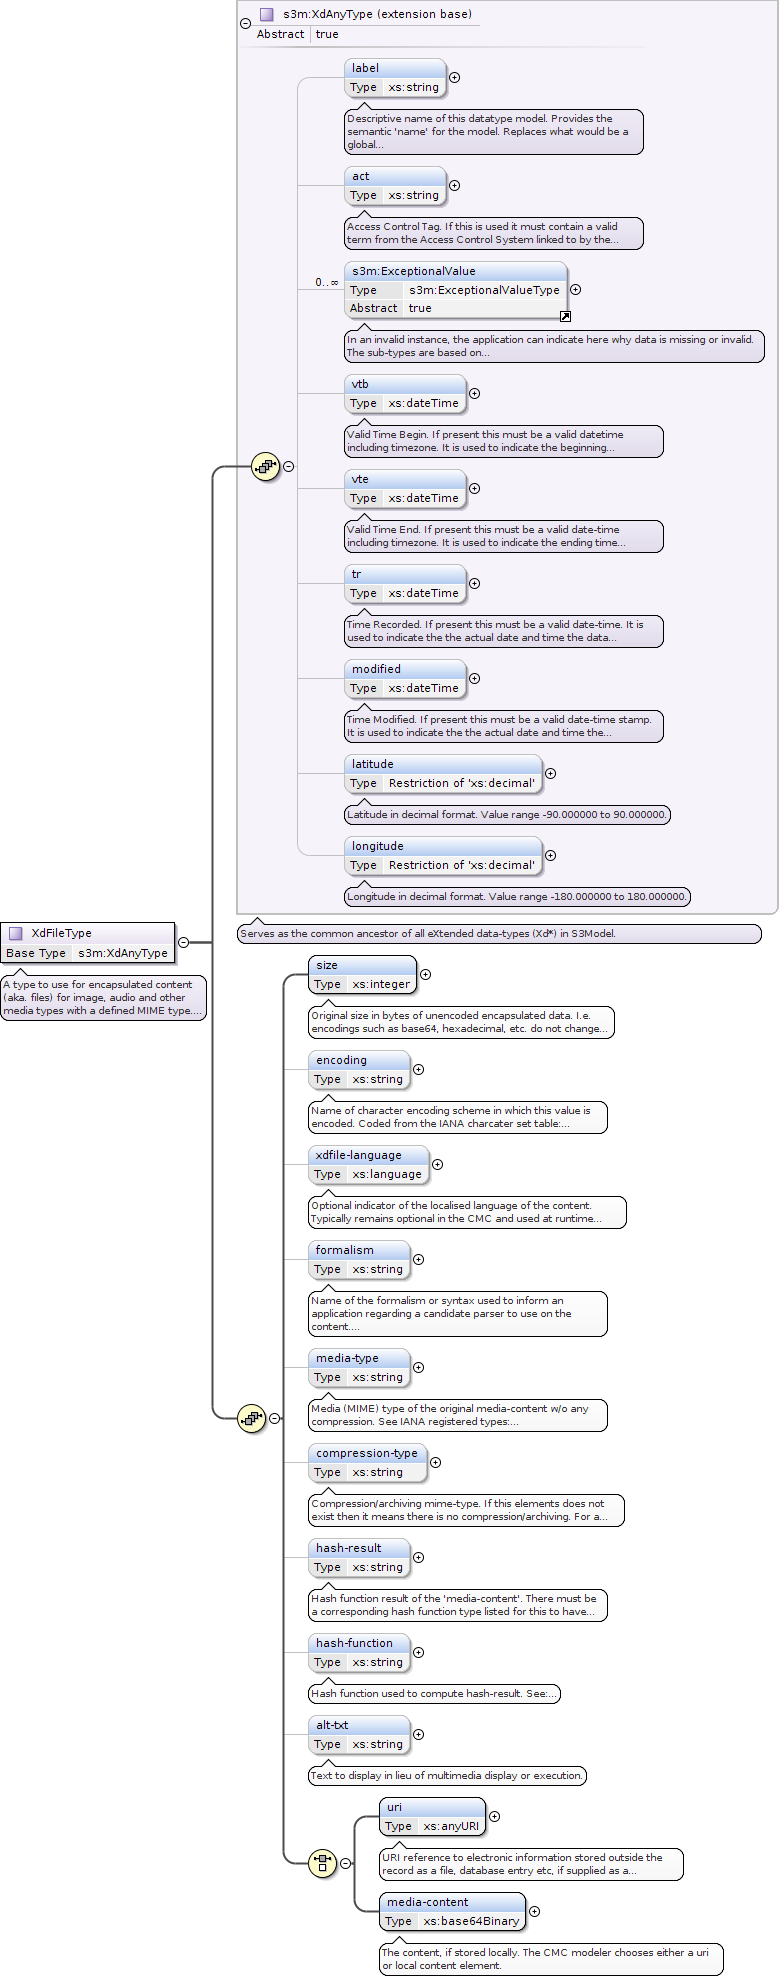 s3m:XdAnyType (extension base)
Abstract true
label
Type xs:string
Descriptive name of this datatype model. Provides the
semantic 'name' for the model. Replaces what would be a
global...
act
Type xs:string
Access Control Tag. If this is used it must contain a valid
term from the Access Control System linked to by the...
0..∞
s3m:ExceptionalValue
Type s3m:ExceptionalValueType
Abstract true
In an invalid instance, the application can indicate here why data is missing or invalid.
The sub-types are based on...
vtb
Type xs:dateTime
Valid Time Begin. If present this must be a valid datetime
including timezone. It is used to indicate the beginning...
vte
Type xs:dateTime
Valid Time End. If present this must be a valid date-time
including timezone. It is used to indicate the ending time...
tr
Type xs:dateTime
Time Recorded. If present this must be a valid date-time. It is
used to indicate the the actual date and time the data...
modified
Type xs:dateTime
Time Modified. If present this must be a valid date-time stamp.
It is used to indicate the the actual date and time the...
latitude
Type Restriction of 'xs:decimal'
Latitude in decimal format. Value range -90.000000 to 90.000000.
longitude
Type Restriction of 'xs:decimal'
Longitude in decimal format. Value range -180.000000 to 180.000000.
Serves as the common ancestor of all eXtended data-types (Xd*) in S3Model.
XdFileType
Base Type s3m:XdAnyType
A type to use for encapsulated content
(aka. files) for image, audio and other
media types with a defined MIME type....
size
Type xs:integer
Original size in bytes of unencoded encapsulated data. I.e.
encodings such as base64, hexadecimal, etc. do not change...
encoding
Type xs:string
Name of character encoding scheme in which this value is
encoded. Coded from the IANA charcater set table:...
xdfile-language
Type xs:language
Optional indicator of the localised language of the content.
Typically remains optional in the CMC and used at runtime...
formalism
Type xs:string
Name of the formalism or syntax used to inform an
application regarding a candidate parser to use on the
content....
media-type
Type xs:string
Media (MIME) type of the original media-content w/o any
compression. See IANA registered types:...
compression-type
Type xs:string
Compression/archiving mime-type. If this elements does not
exist then it means there is no compression/archiving. For a...
hash-result
Type xs:string
Hash function result of the 'media-content'. There must be
a corresponding hash function type listed for this to have...
hash-function
Type xs:string
Hash function used to compute hash-result. See:...
alt-txt
Type xs:string
Text to display in lieu of multimedia display or execution.
uri
Type xs:anyURI
URI reference to electronic information stored outside the
record as a file, database entry etc, if supplied as a...
media-content
Type xs:base64Binary
The content, if stored locally. The CMC modeler chooses either a uri
or local content element.